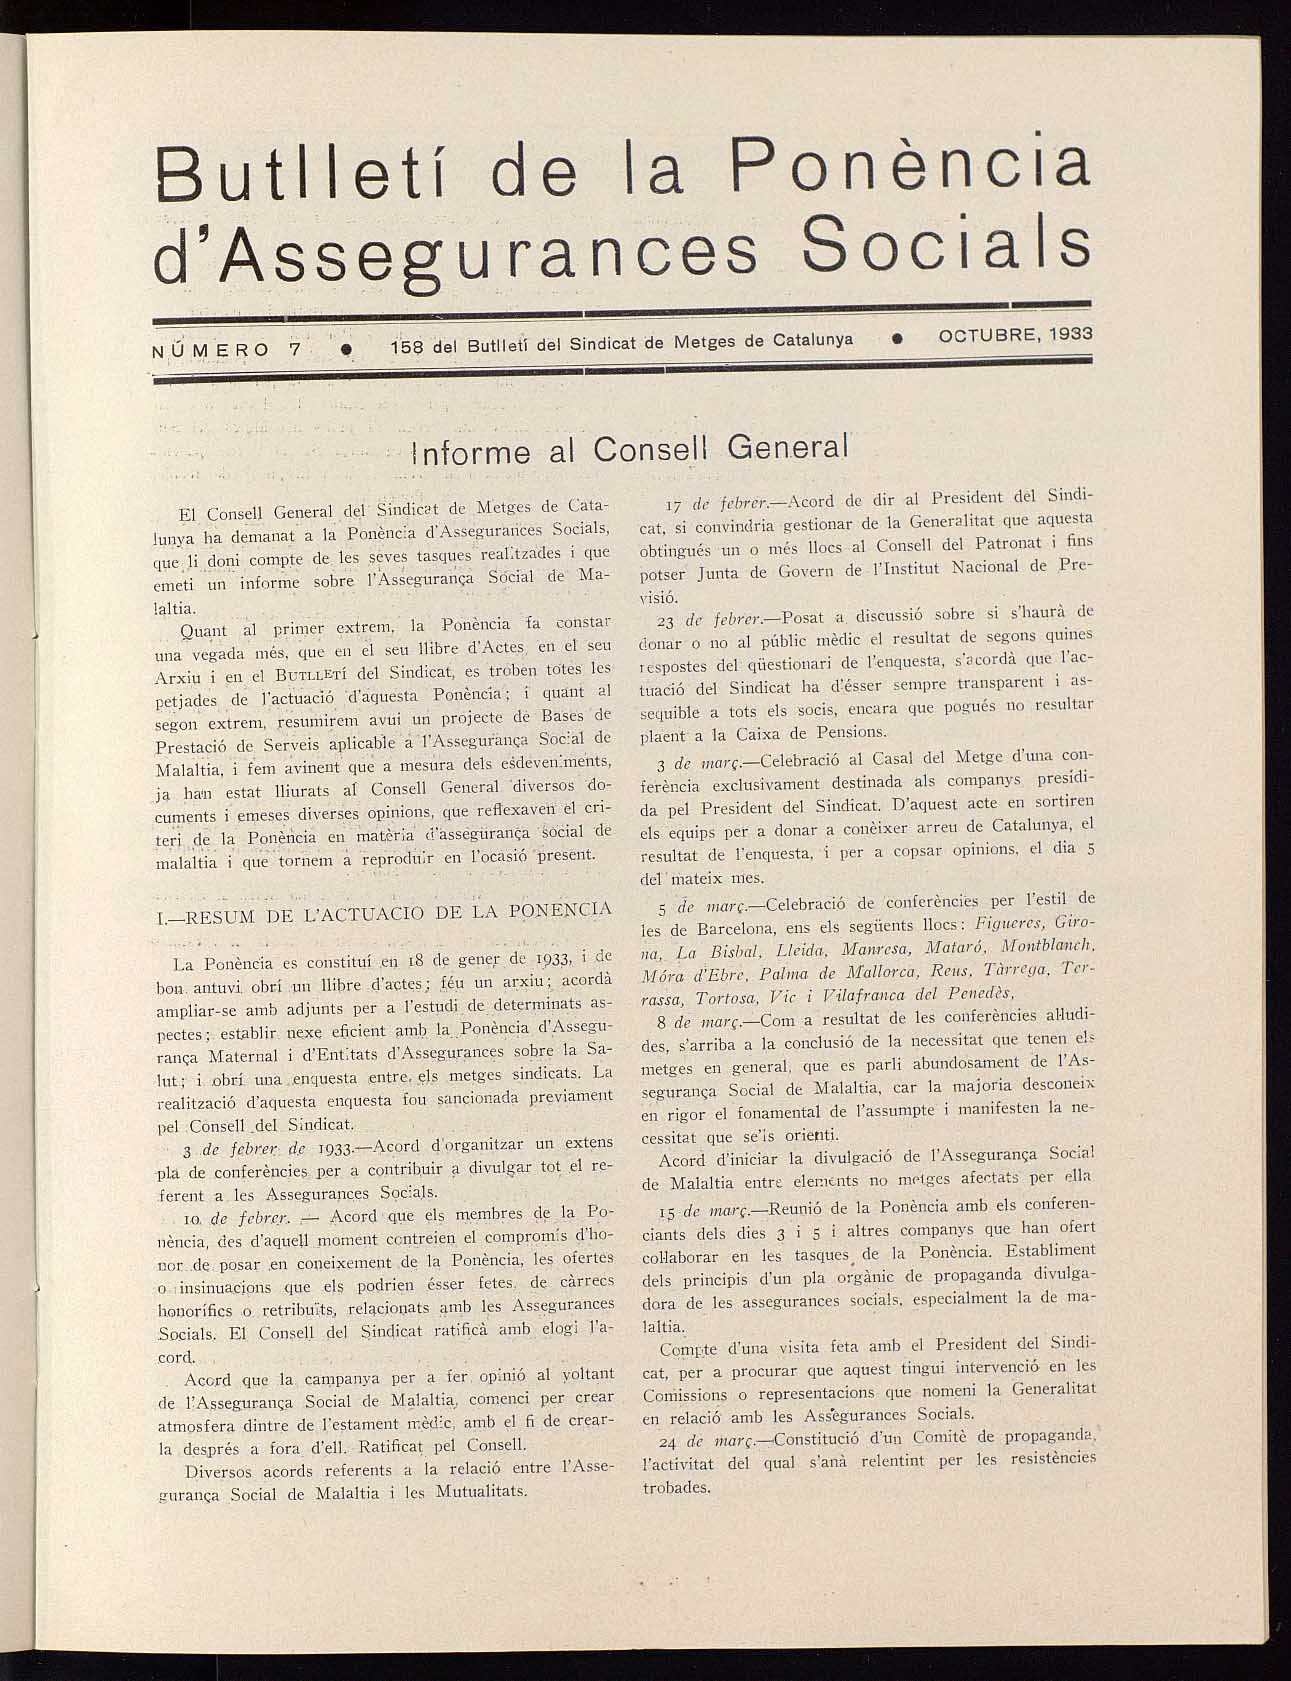 Butlletí de la Ponència
d'Assegurances Socials
NÚMERO 7 ● 158 del Butlletí del Sindicat de Metges de Catalunya ● OCTUBRE, 1933
Informe al Consell General
El Consell General del Sindicat de Metges de Cata-
lunya ha demanat a la Ponència d'Assegurances Socials,
que li doni compte de les seves tasques realitzades i que
emeti un informe sobre l'Assegurança Social de Ma-
laltia.
Quant al primer extrem, la Ponència fa constar
una vegada més, que en el seu llibre d'Actes, en el seu
Arxiu i en el BUTLLETÍ del Sindicat, es troben totes les
petjades de l'actuació d'aquesta Ponència; i quant al
segon extrem, resumirem avui un projecte de Bases de
Prestació de Serveis aplicable a l'Assegurança Social de
Malaltia, i fem avinent que a mesura dels esdeveniments,
ja han estat lliurats al Consell General diversos do-
cuments i emeses diverses opinions, que reflexaven el cri-
teri de la Ponència en matèria d'assegurança social de
malaltia i que tornem a reproduir en l'ocasió present.
I.—RESUM DE L'ACTUACIO DE LA PONENCIA
La Ponència es constituí en 18 de gener de 1933, i de
bon antuvi obrí un llibre d'actes; féu un arxiu; acordà
ampliar-se amb adjunts per a l'estudi de determinats as-
pectes; establir nexe eficient amb la Ponència d'Assegu-
rança Maternal i d'Entitats d'Assegurances sobre la Sa-
lut; i obrí una enquesta entre els metges sindicats. La
realització d'aquesta enquesta fou sancionada previament
pel Consell del Sindicat.
3 de febrer de 1933.—Acord d'organitzar un extens
pla de conferències per a contribuir a divulgar tot el re-
ferent a les Assegurances Socials.
10 de febrer. — Acord que els membres de la Po-
nència, des d'aquell moment contreien el compromís d'ho-
nor de posar en coneixement de la Ponència, les ofertes
o insinuacions que els podrien ésser fetes, de càrrecs
honorífics o retribuïts, relacionats amb les Assegurances
Socials. El Consell del Sindicat ratificà amb elogi l'a-
cord.
Acord que la campanya per a fer opinió al voltant
de l'Assegurança Social de Malaltia, comenci per crear
atmosfera dintre de l'estament mèdic, amb el fi de crear-
la després a fora d'ell. Ratificat pel Consell.
Diversos acords referents a la relació entre l'Asse-
gurança Social de Malaltia i les Mutualitats.
17 de febrer.—Acord de dir al President del Sindi-
cat, si convindria gestionar de la Generalitat que aquesta
obtingués un o més llocs al Consell del Patronat i fins
potser Junta de Govern de l'Institut Nacional de Pre-
visió.
23 de febrer.—Posat a discussió sobre si s'haurà de
donar o no al públic mèdic el resultat de segons quines
respostes del qüestionari de l'enquesta, s'acordà que l'ac-
tuació del Sindicat ha d'ésser sempre transparent i as-
sequible a tots els socis, encara que pogués no resultar
plaent a la Caixa de Pensions.
3 de març.—Celebració al Casal del Metge d'una con-
ferència exclusivament destinada als companys presidi-
da pel President del Sindicat. D'aquest acte en sortiren
els equips per a donar a conèixer arreu de Catalunya, el
resultat de l'enquesta, i per a copsar opinions, el dia 5
del mateix mes.
5 de març.—Celebració de conferències per l'estil de
les de Barcelona, ens els següents llocs: Figueres, Giro-
na, La Bisbal, Lleida, Manresa, Mataró, Montblanch,
Móra d'Ebre, Palma de Mallorca, Reus, Tàrrega, Ter-
rassa, Tortosa, Vic i Vilafranca del Penedès,
8 de març.—Com a resultat de les conferències al·ludi-
des, s'arriba a la conclusió de la necessitat que tenen els
metges en general, que es parli abundosament de l'As-
segurança Social de Malaltia, car la majoria desconeix
en rigor el fonamental de l'assumpte i manifesten la ne-
cessitat que se'ls orienti.
Acord d'iniciar la divulgació de l'Assegurança Social
de Malaltia entre elements no metges afectats per ella
15 de març.—Reunió de la Ponència amb els conferen-
ciants dels dies 3 i 5 i altres companys que han ofert
col·laborar en les tasques de la Ponència. Establiment
dels principis d'un pla orgànic de propaganda divulga-
dora de les assegurances socials, especialment la de ma-
laltia.
Compte d'una visita feta amb el President del Sindi-
cat, per a procurar que aquest tingui intervenció en les
Comissions o representacions que nomeni la Generalitat
en relació amb les Assegurances Socials.
24 de març.—Constitució d'un Comitè de propaganda,
l'activitat del qual s'anà relentint per les resistències
trobades.